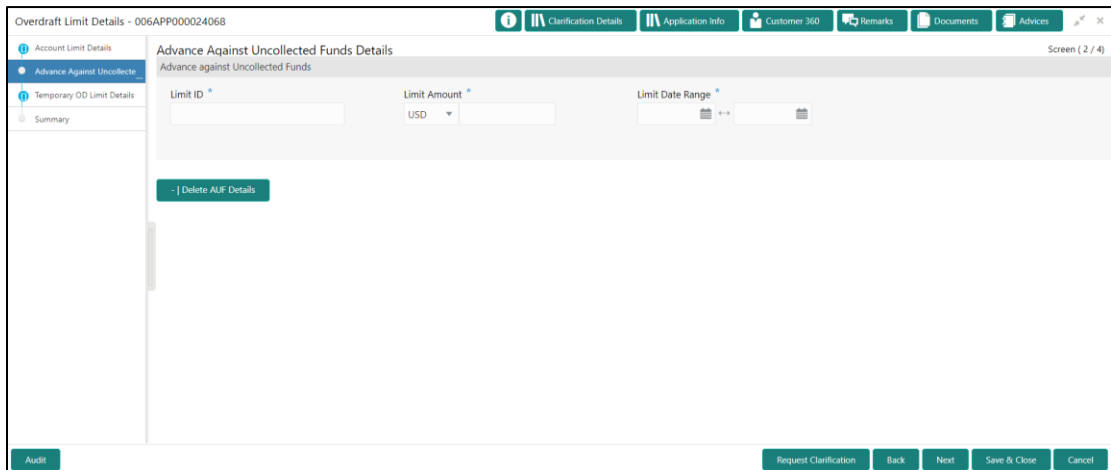 Overdraft Limit Details - 006APP000024068
Clarification Details
Application Info
Customer 360
Remarks
Documents
Advices
Account Limit Details
Advance Against Uncollecte ...
Temporary OD Limit Details
Summary
Advance Against Uncollected Funds Details
Screen ( 2 / 4)
Advance against Uncollected Funds
Limit ID *
Limit Amount *
Limit Date Range *
USD
- | Delete AUF Details
Audit
Request Clarification
Back
Next
Save & Close
Cancel